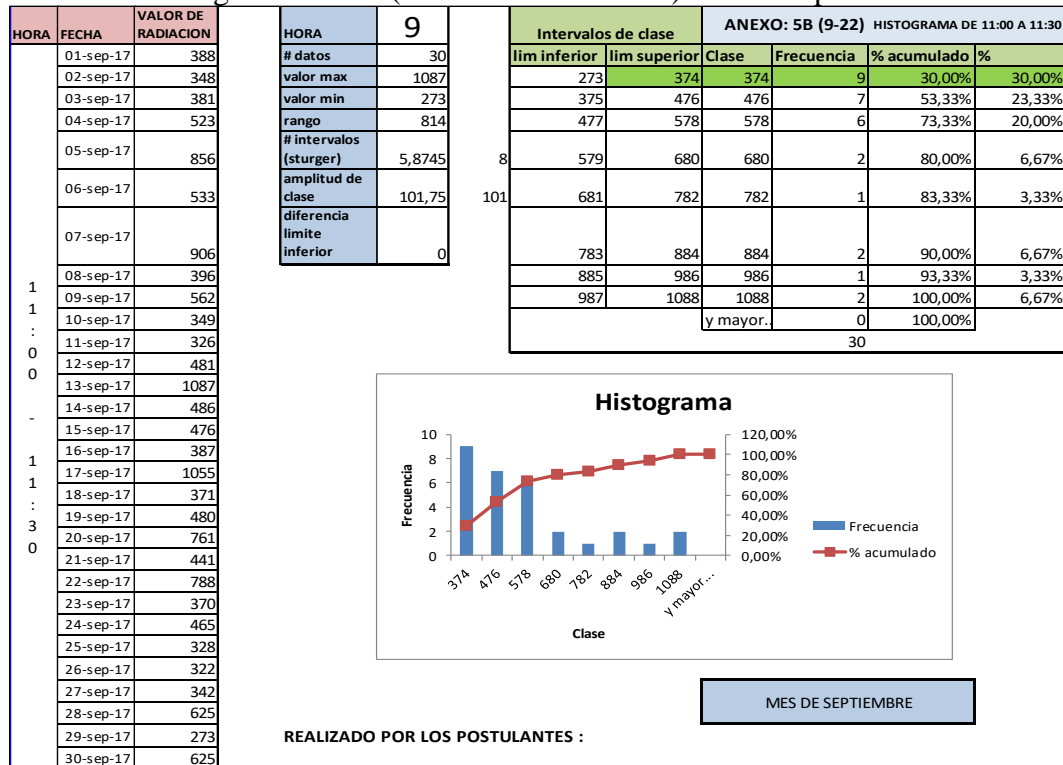 HORA FECHA VALOR DE RADIACION
01-sep-17 388
02-sep-17 348
03-sep-17 381
04-sep-17 523
05-sep-17 856
06-sep-17 533
07-sep-17 906
08-sep-17 396
09-sep-17 562
10-sep-17 349
11-sep-17 326
12-sep-17 481
13-sep-17 1087
14-sep-17 486
15-sep-17 476
16-sep-17 387
17-sep-17 1055
18-sep-17 371
19-sep-17 480
20-sep-17 761
21-sep-17 441
22-sep-17 788
23-sep-17 370
24-sep-17 465
25-sep-17 328
26-sep-17 322
27-sep-17 342
28-sep-17 625
29-sep-17 273
30-sep-17 625
11:00 - 11:30
HORA 9
# datos 30
valor max 1087
valor min 273
rango 814
# intervalos (sturger) 5,8745 8
amplitud de clase 101,75 101
diferencia limite inferior 0
Intervalos de clase ANEXO: 5B (9-22) HISTOGRAMA DE 11:00 A 11:30
lim inferior lim superior Clase Frecuencia % acumulado %
273 374 374 9 30,00% 30,00%
375 476 476 7 53,33% 23,33%
477 578 578 6 73,33% 20,00%
579 680 680 2 80,00% 6,67%
681 782 782 1 83,33% 3,33%
783 884 884 2 90,00% 6,67%
885 986 986 1 93,33% 3,33%
987 1088 1088 2 100,00% 6,67%
y mayor.. 0 100,00%
30
Histograma
Frecuencia
10
8
6
4
2
0
120,00%
100,00%
80,00%
60,00%
40,00%
20,00%
0,00%
374 476 578 680 782 884 986 1088 y mayor...
Clase
Frecuencia
% acumulado
MES DE SEPTIEMBRE
REALIZADO POR LOS POSTULANTES :